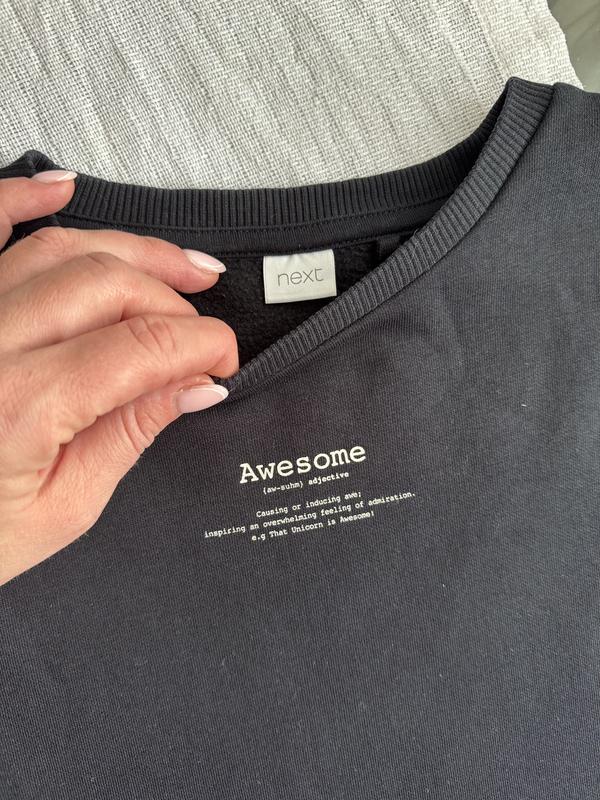 next
Awesome
(aw-suhm) adjective
Causing or inducing awe;
inspiring an overwhelming feeling of admiration.
e.g That Unicorn is Awesome!